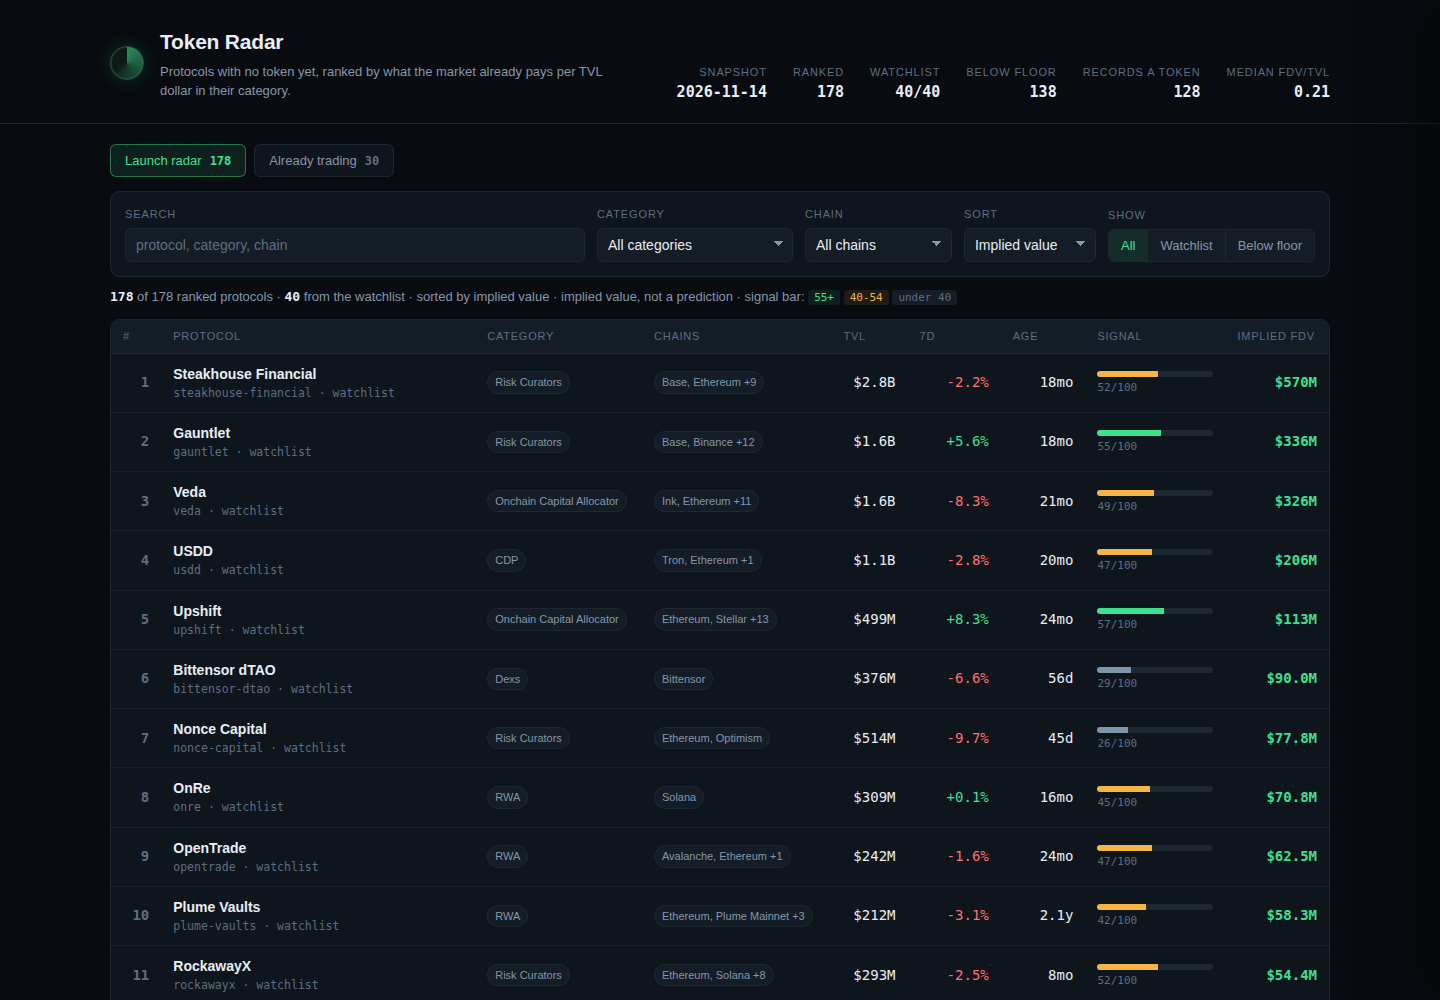 Token Radar
Protocols with no token yet, ranked by what the market already pays per TVL
dollar in their category.
SNAPSHOT RANKED WATCHLIST BELOW FLOOR RECORDS A TOKEN MEDIAN FDV/TVL
2026-11-14 178 40/40 138 128 0.21
Launch radar 178 Already trading 30
SEARCH CATEGORY CHAIN SORT SHOW
protocol, category, chain All categories All chains Implied value All Watchlist Below floor
178 of 178 ranked protocols · 40 from the watchlist · sorted by implied value · implied value, not a prediction · signal bar: 55+ 40-54 under 40
# PROTOCOL CATEGORY CHAINS TVL 7D AGE SIGNAL IMPLIED FDV
1 Steakhouse Financial Risk Curators Base, Ethereum +9 $2.8B -2.2% 18mo $570M
steakhouse-financial · watchlist 52/100
2 Gauntlet Risk Curators Base, Binance +12 $1.6B +5.6% 18mo $336M
gauntlet · watchlist 55/100
3 Veda Onchain Capital Allocator Ink, Ethereum +11 $1.6B -8.3% 21mo $326M
veda · watchlist 49/100
4 USDD CDP Tron, Ethereum +1 $1.1B -2.8% 20mo $206M
usdd · watchlist 47/100
5 Upshift Onchain Capital Allocator Ethereum, Stellar +13 $499M +8.3% 24mo $113M
upshift · watchlist 57/100
6 Bittensor dTAO Dexs Bittensor $376M -6.6% 56d $90.0M
bittensor-dtao · watchlist 29/100
7 Nonce Capital Risk Curators Ethereum, Optimism $514M -9.7% 45d $77.8M
nonce-capital · watchlist 26/100
8 OnRe RWA Solana $309M +0.1% 16mo $70.8M
onre · watchlist 45/100
9 OpenTrade RWA Avalanche, Ethereum +1 $242M -1.6% 24mo $62.5M
opentrade · watchlist 47/100
10 Plume Vaults RWA Ethereum, Plume Mainnet +3 $212M -3.1% 2.1y $58.3M
plume-vaults · watchlist 42/100
11 RockawayX Risk Curators Ethereum, Solana +8 $293M -2.5% 8mo $54.4M
rockawayx · watchlist 52/100